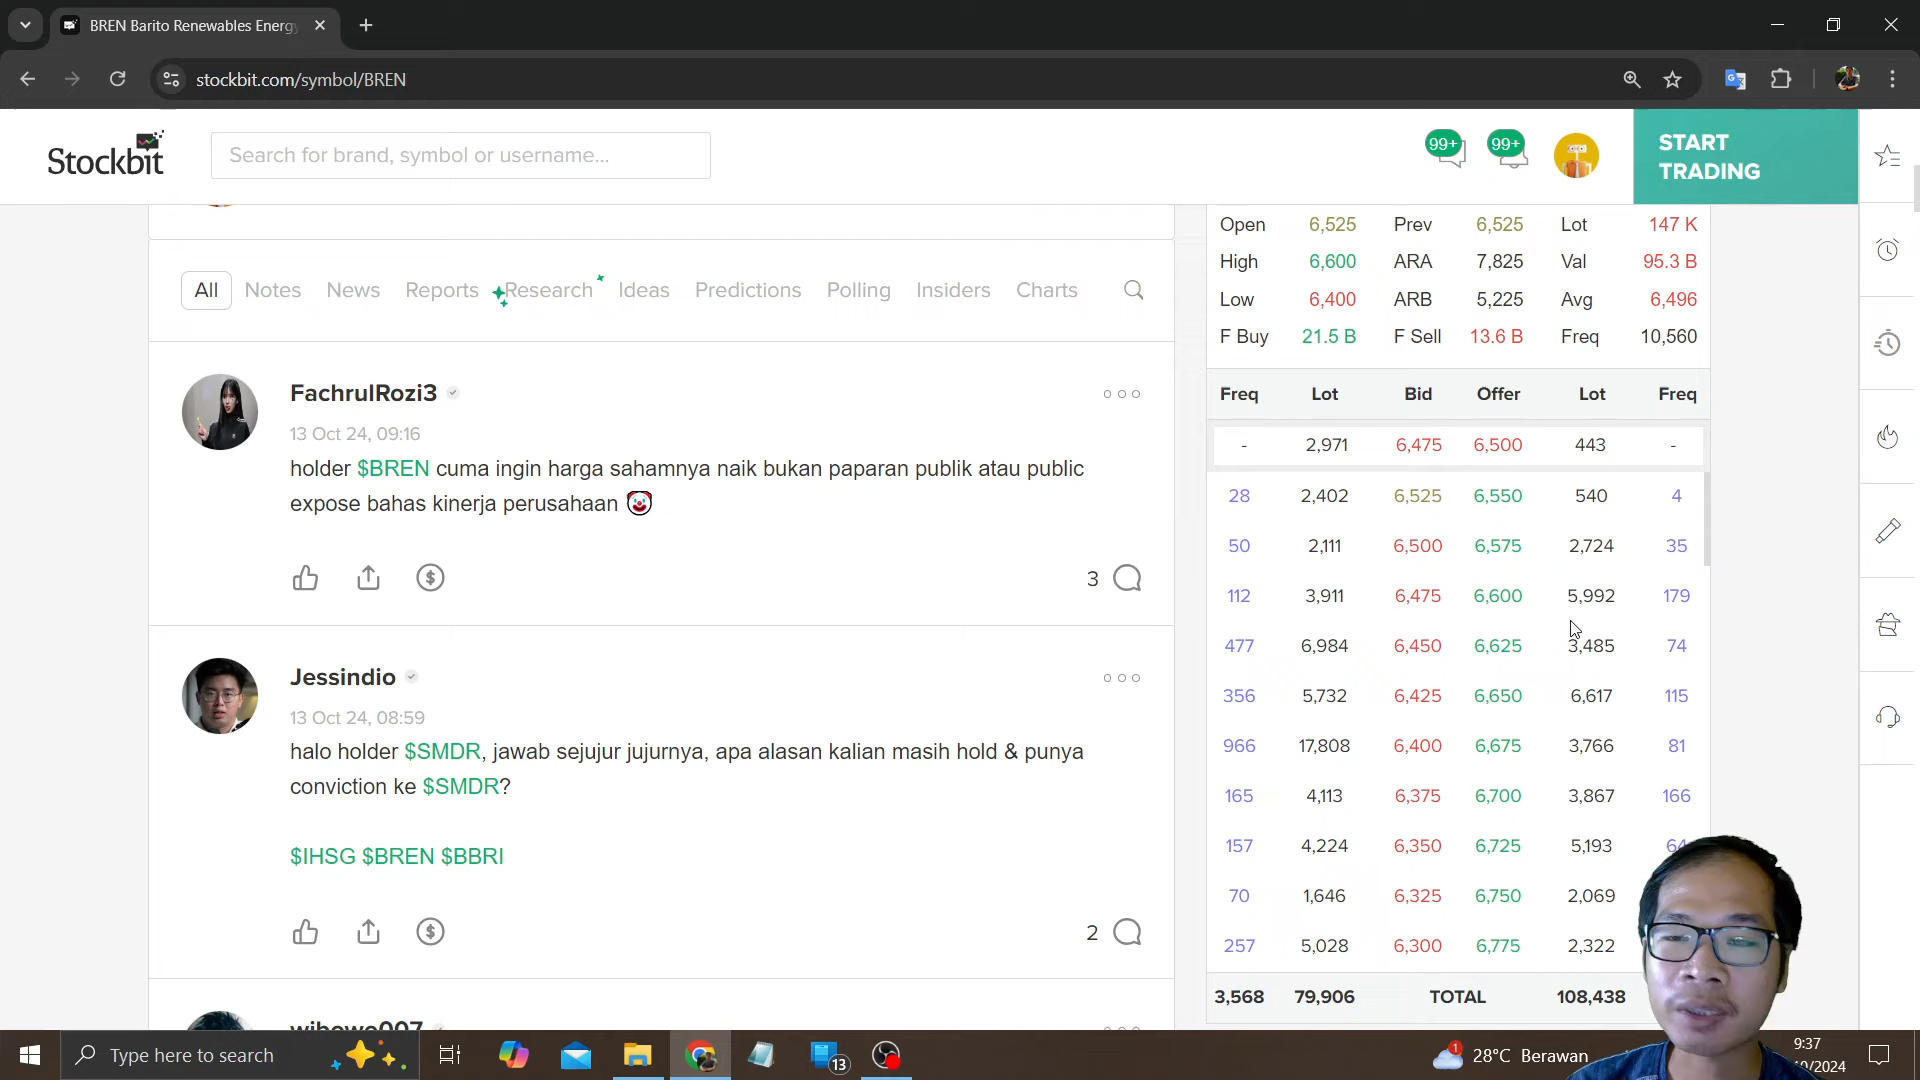 BREN Barito Renewables Energy
stockbit.com/symbol/BREN
Stockbit
Search for brand, symbol or username...
99+
99+
START
TRADING
Open 6,525 Prev 6,525 Lot 147 K
High 6,600 ARA 7,825 Val 95.3 B
Low 6,400 ARB 5,225 Avg 6,496
F Buy 21.5 B F Sell 13.6 B Freq 10,560
All Notes News Reports Research Ideas Predictions Polling Insiders Charts
FachrulRozi3
13 Oct 24, 09:16
holder $BREN cuma ingin harga sahamnya naik bukan paparan publik atau public
expose bahas kinerja perusahaan 🤡
3
Jessindio
13 Oct 24, 08:59
halo holder $SMDR, jawab sejujur jujurnya, apa alasan kalian masih hold & punya
conviction ke $SMDR?
$IHSG $BREN $BBRI
2
wibowo007
Freq Lot Bid Offer Lot Freq
- 2,971 6,475 6,500 443 -
28 2,402 6,525 6,550 540 4
50 2,111 6,500 6,575 2,724 35
112 3,911 6,475 6,600 5,992 179
477 6,984 6,450 6,625 3,485 74
356 5,732 6,425 6,650 6,617 115
966 17,808 6,400 6,675 3,766 81
165 4,113 6,375 6,700 3,867 166
157 4,224 6,350 6,725 5,193 64
70 1,646 6,325 6,750 2,069
257 5,028 6,300 6,775 2,322
3,568 79,906 TOTAL 108,438
Type here to search
13
1
28°C Berawan
9:37
/2024